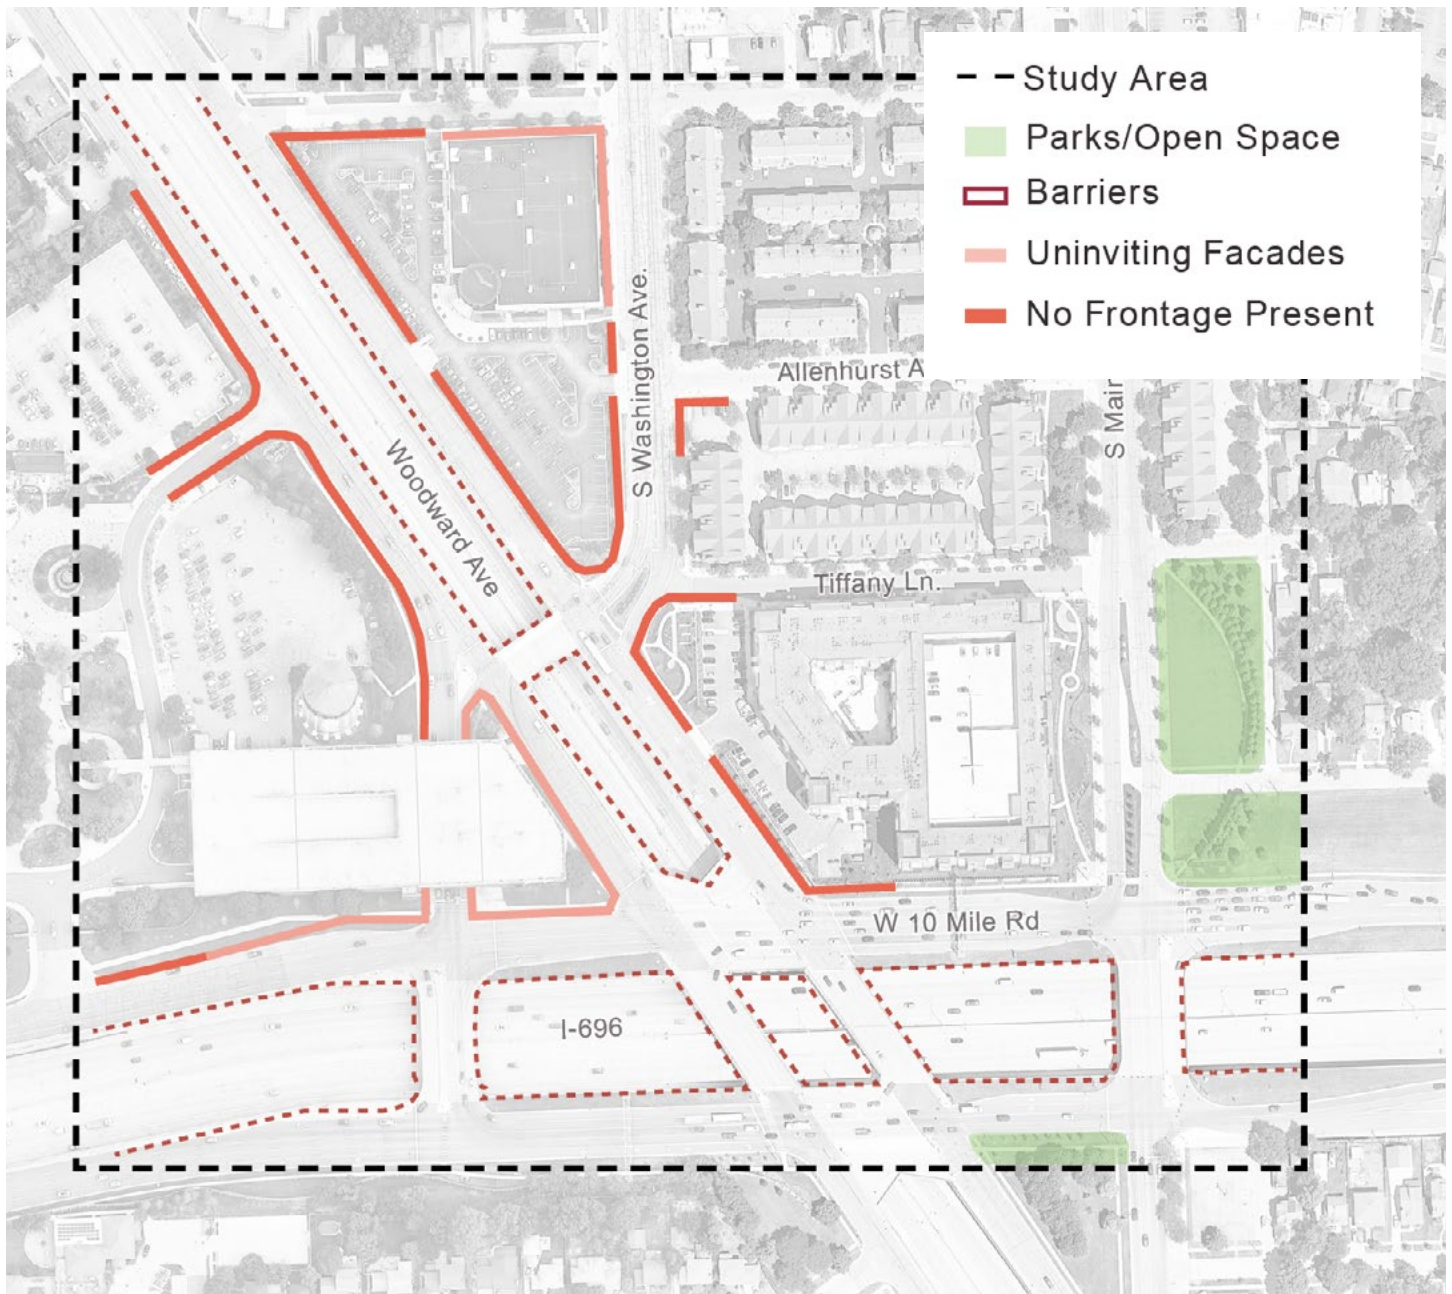 Study Area
Parks/Open Space
Barriers
Uninviting Facades
No Frontage Present
Allenhurst A
S Main
S Washington Ave.
Woodward Ave
Tiffany Ln.
W 10 Mile Rd
I-696